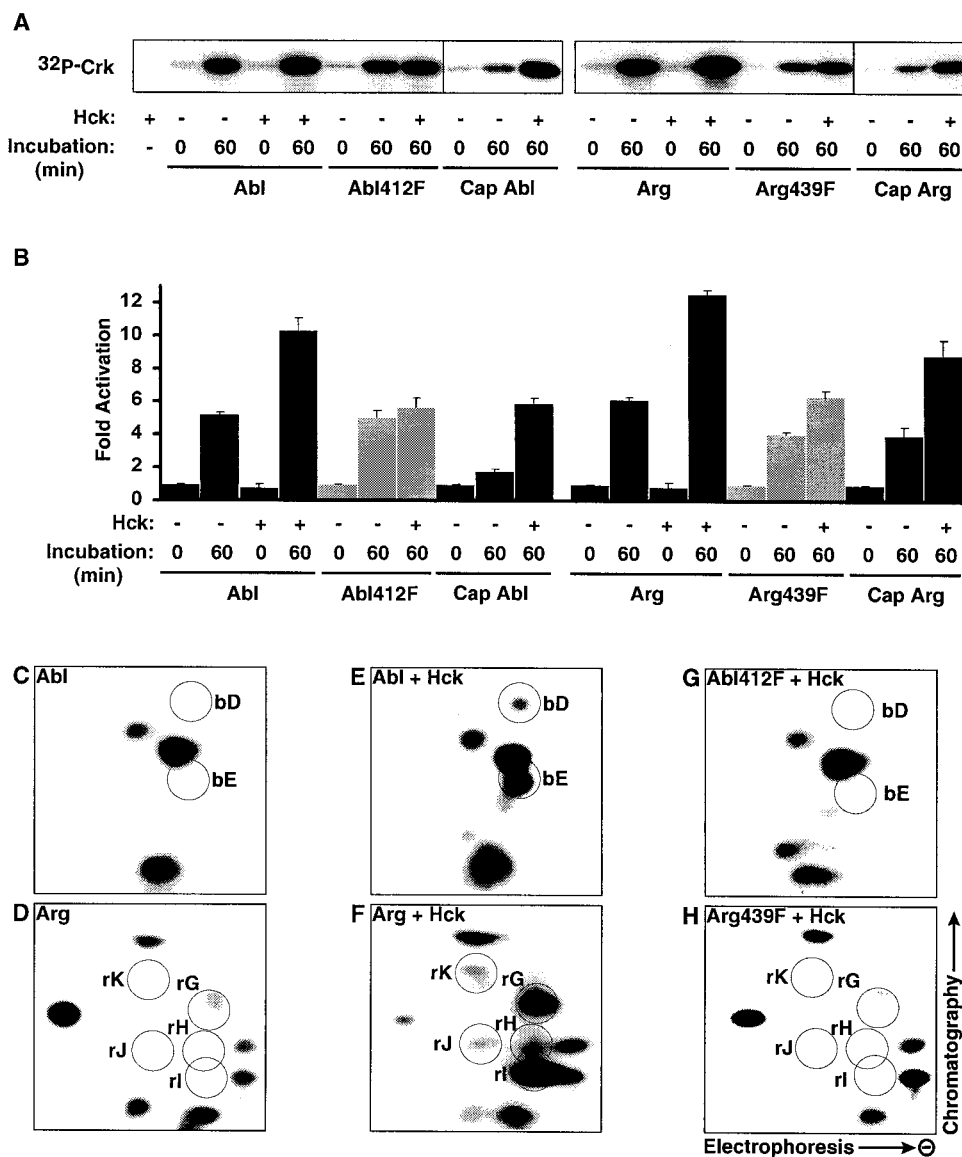 A
32P-Crk
Hck: + - - + + - - + - - + - - + + - - + - - +
Incubation: - 0 60 0 60 0 60 60 0 60 60 0 60 0 60 0 60 60 0 60 60
(min)
Abl Abl412F Cap Abl Arg Arg439F Cap Arg
B
Fold Activation
12
10
8
6
4
2
0
Hck: - - + + - - + - - + - - + + - - + - - +
Incubation: 0 60 0 60 0 60 60 0 60 60 0 60 0 60 0 60 60 0 60 60
(min)
Abl Abl412F Cap Abl Arg Arg439F Cap Arg
C Abl
bD
bE
E Abl + Hck
bD
bE
G Abl412F + Hck
bD
bE
D Arg
rK
rG
rH
rJ
rI
F Arg + Hck
rK
rG
rH
rJ
rI
H Arg439F + Hck
rK
rG
rH
rJ
rI
Chromatography
Electrophoresis ⊖